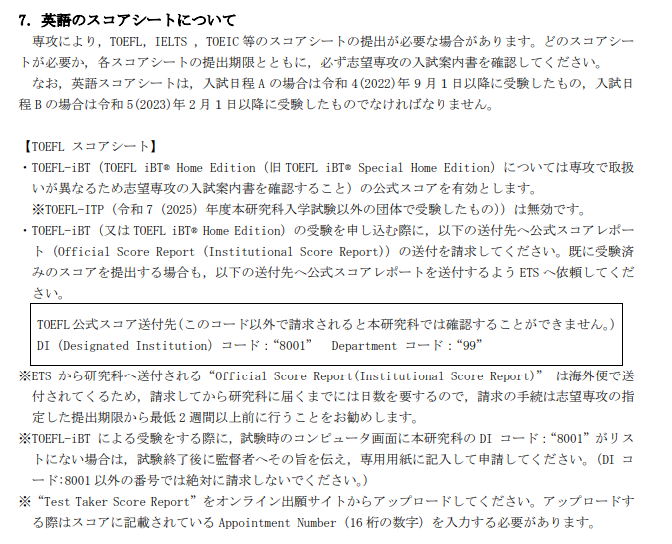 7. 英語のスコアシートについて
専攻により，TOEFL，IELTS ，TOEIC 等のスコアシートの提出が必要な場合があります。どのスコアシー
トが必要か，各スコアシートの提出期限とともに，必ず志望専攻の入試案内書を確認してください。
なお，英語スコアシートは，入試日程 A の場合は令和 4(2022)年 9 月 1 日以降に受験したもの，入試日
程 B の場合は令和 5(2023)年 2 月 1 日以降に受験したものでなければなりません。
【TOEFL スコアシート】
・TOEFL-iBT（TOEFL iBT® Home Edition（旧 TOEFL iBT® Special Home Edition）については専攻で取扱
いが異なるため志望専攻の入試案内書を確認すること）の公式スコアを有効とします。
※TOEFL-ITP（令和 7（2025）年度本研究科入学試験以外の団体で受験したもの)）は無効です。
・TOEFL-iBT（又は TOEFL iBT® Home Edition）の受験を申し込む際に，以下の送付先へ公式スコアレポー
ト（Official Score Report（Institutional Score Report)）の送付を請求してください。既に受験済
みのスコアを提出する場合も，以下の送付先へ公式スコアレポートを送付するよう ETS へ依頼してくだ
さい。
TOEFL 公式スコア送付先(このコード以外で請求されると本研究科では確認することができません。)
DI（Designated Institution）コード：“8001”　Department コード：“99”
※ETS から研究科へ送付される“Official Score Report(Institutional Score Report)” は海外便で送
付されてくるため，請求してから研究科に届くまでには日数を要するので，請求の手続は志望専攻の指
定した提出期限から最低 2 週間以上前に行うことをお勧めします。
※TOEFL-iBT による受験をする際に，試験時のコンピュータ画面に本研究科の DI コード：“8001”がリス
トにない場合は，試験終了後に監督者へその旨を伝え，専用用紙に記入して申請してください。（DI コ
ード:8001 以外の番号では絶対に請求しないでください。）
※“Test Taker Score Report”をオンライン出願サイトからアップロードしてください。アップロードす
る際はスコアに記載されている Appointment Number（16 桁の数字）を入力する必要があります。